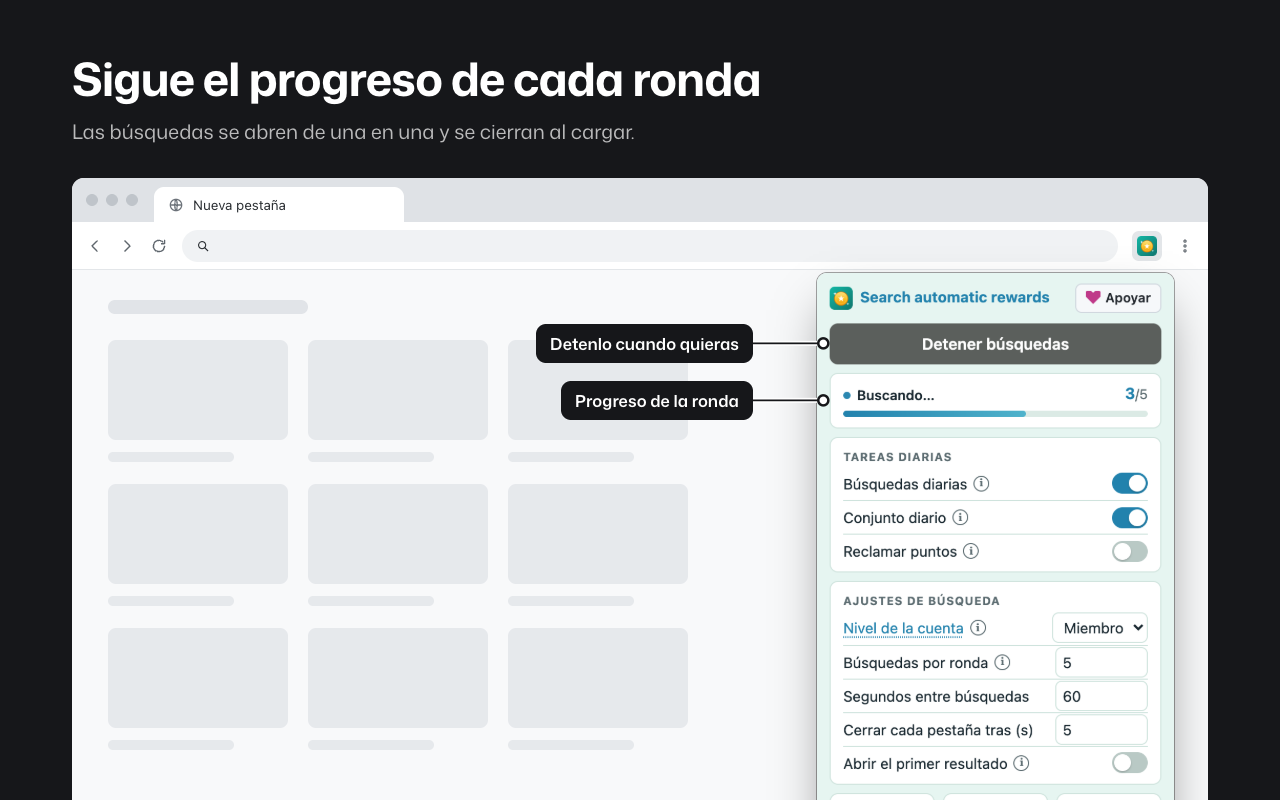 Sigue el progreso de cada ronda
Las búsquedas se abren de una en una y se cierran al cargar.
Nueva pestaña
Search automatic rewards
Apoyar
Detenlo cuando quieras
Detener búsquedas
Progreso de la ronda
Buscando...
3/5
TAREAS DIARIAS
Búsquedas diarias
Conjunto diario
Reclamar puntos
AJUSTES DE BÚSQUEDA
Nivel de la cuenta
Miembro
Búsquedas por ronda
5
Segundos entre búsquedas
60
Cerrar cada pestaña tras (s)
5
Abrir el primer resultado